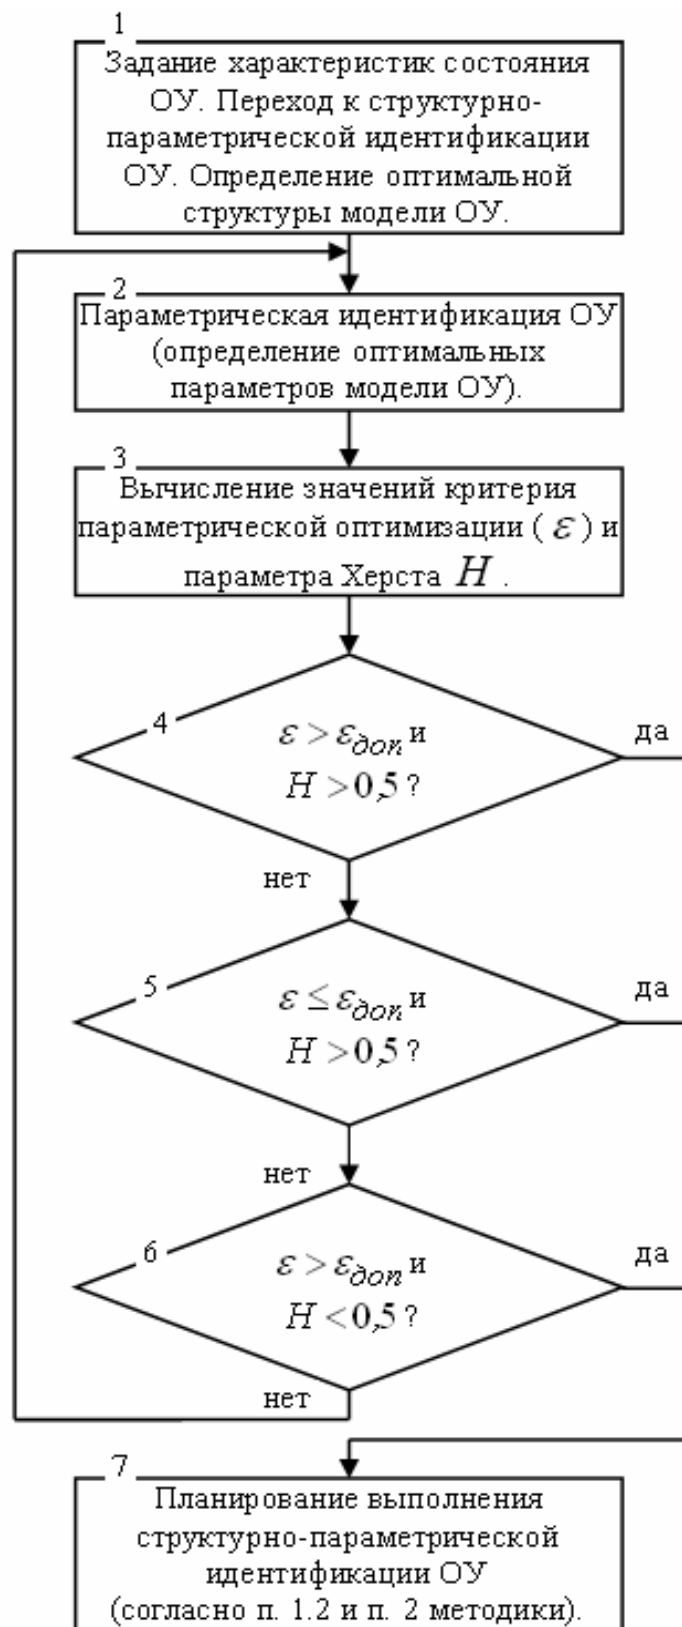 1
Задание характеристик состояния
ОУ. Переход к структурно-
параметрической идентификации
ОУ. Определение оптимальной
структуры модели ОУ.
2
Параметрическая идентификация ОУ
(определение оптимальных
параметров модели ОУ).
3
Вычисление значений критерия
параметрической оптимизации ( ε ) и
параметра Херста H .
4
ε > εдоп и
H > 0,5 ?
да
нет
5
ε ≤ εдоп и
H > 0,5 ?
да
нет
6
ε > εдоп и
H < 0,5 ?
да
нет
7
Планирование выполнения
структурно-параметрической
идентификации ОУ
(согласно п. 1.2 и п. 2 методики).